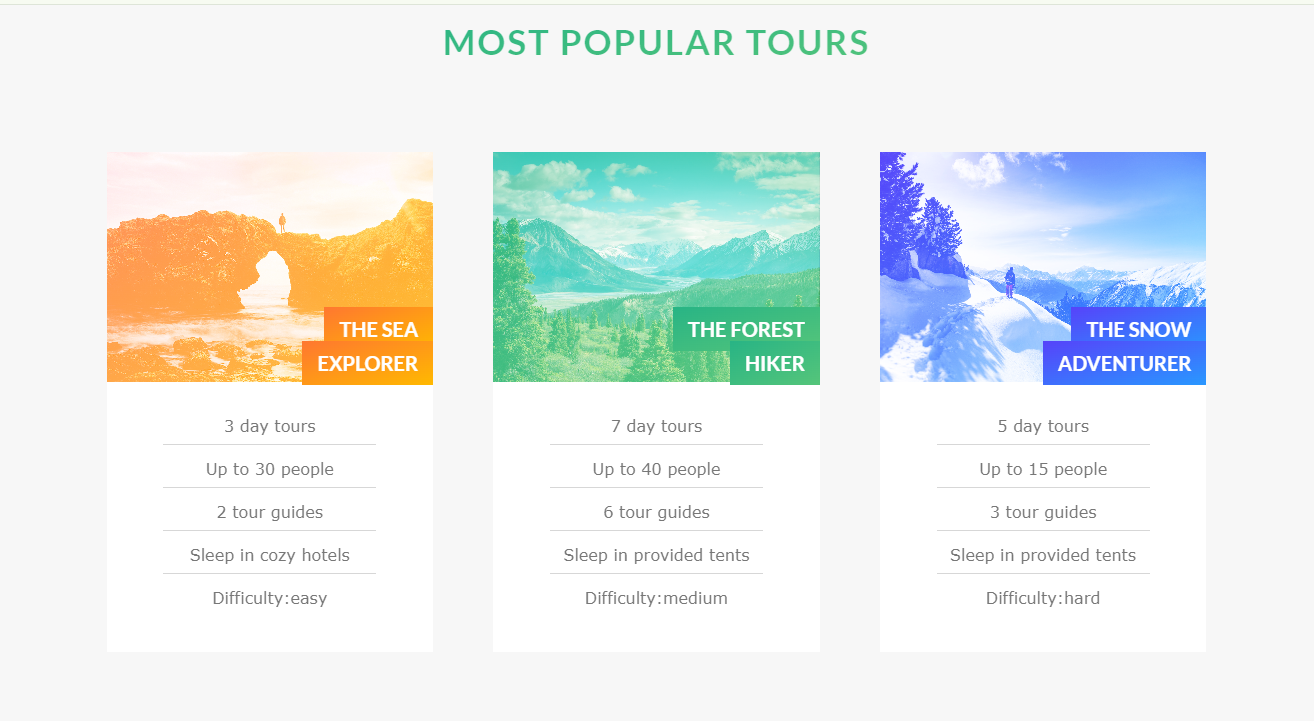 MOST POPULAR TOURS
THE SEA
EXPLORER
3 day tours
Up to 30 people
2 tour guides
Sleep in cozy hotels
Difficulty:easy
THE FOREST
HIKER
7 day tours
Up to 40 people
6 tour guides
Sleep in provided tents
Difficulty:medium
THE SNOW
ADVENTURER
5 day tours
Up to 15 people
3 tour guides
Sleep in provided tents
Difficulty:hard